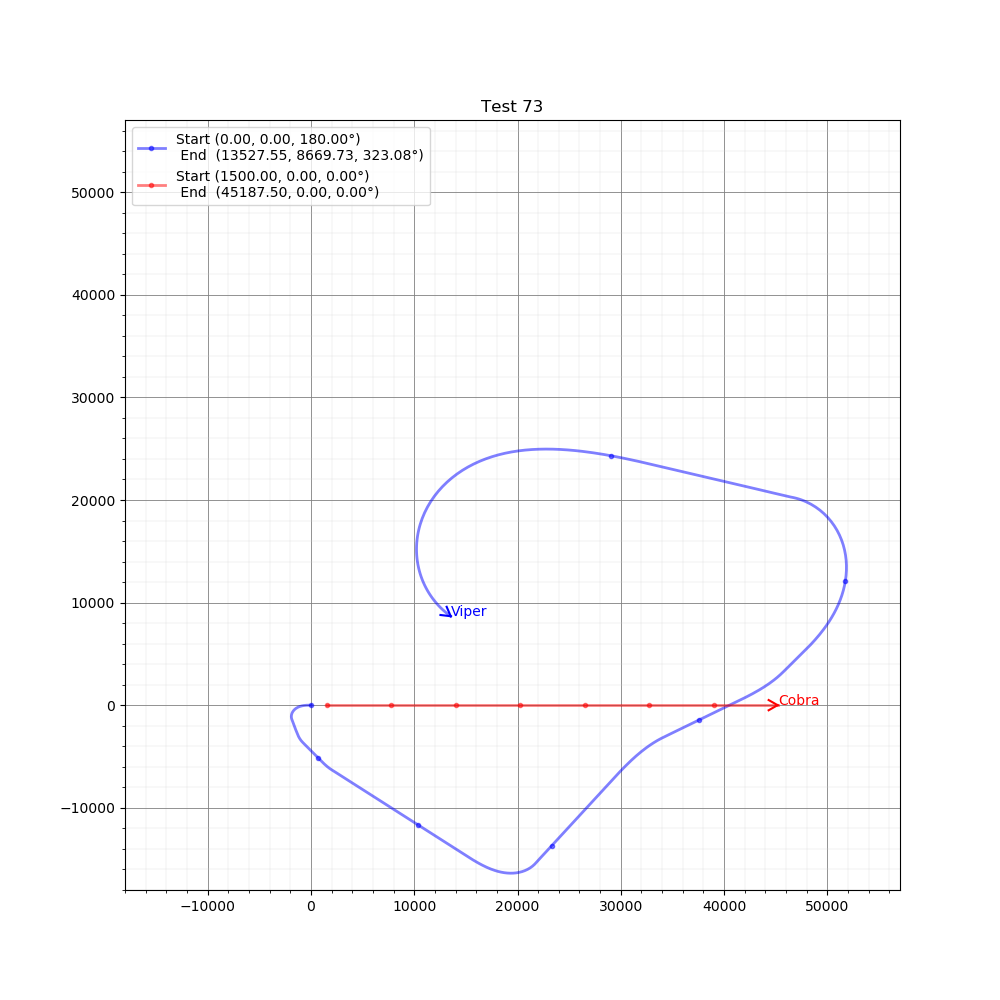 Test 73
Start (0.00, 0.00, 180.00°)
End  (13527.55, 8669.73, 323.08°)
Start (1500.00, 0.00, 0.00°)
End  (45187.50, 0.00, 0.00°)
50000
40000
30000
20000
10000
0
−10000
Viper
Cobra
−10000 0 10000 20000 30000 40000 50000